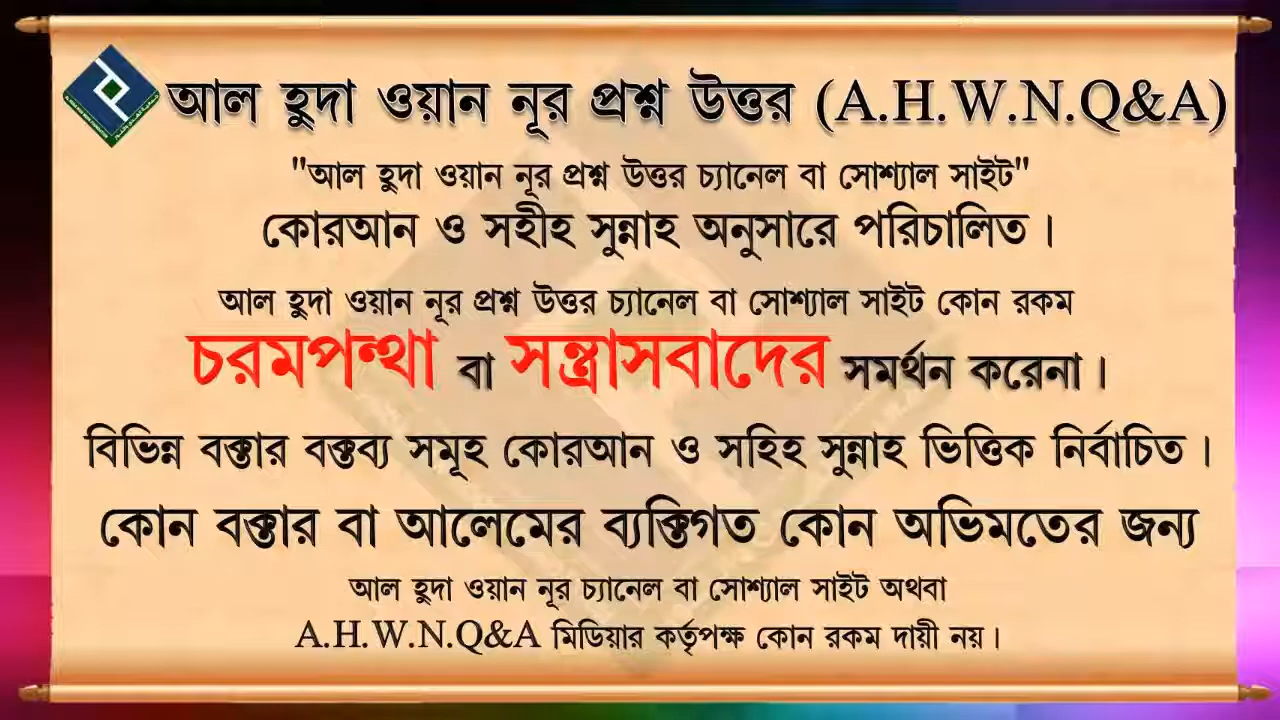 আল হুদা ওয়ান নূর প্রশ্ন উত্তর (A.H.W.N.Q&A)
"আল হুদা ওয়ান নূর প্রশ্ন উত্তর চ্যানেল বা সোশ্যাল সাইট"
কোরআন ও সহীহ সুন্নাহ অনুসারে পরিচালিত।
আল হুদা ওয়ান নূর প্রশ্ন উত্তর চ্যানেল বা সোশ্যাল সাইট কোন রকম
চরমপন্থা বা সন্ত্রাসবাদের সমর্থন করেনা।
বিভিন্ন বক্তার বক্তব্য সমূহ কোরআন ও সহিহ সুন্নাহ ভিত্তিক নির্বাচিত।
কোন বক্তার বা আলেমের ব্যক্তিগত কোন অভিমতের জন্য
আল হুদা ওয়ান নূর চ্যানেল বা সোশ্যাল সাইট অথবা
A.H.W.N.Q&A মিডিয়ার কর্তৃপক্ষ কোন রকম দায়ী নয়।